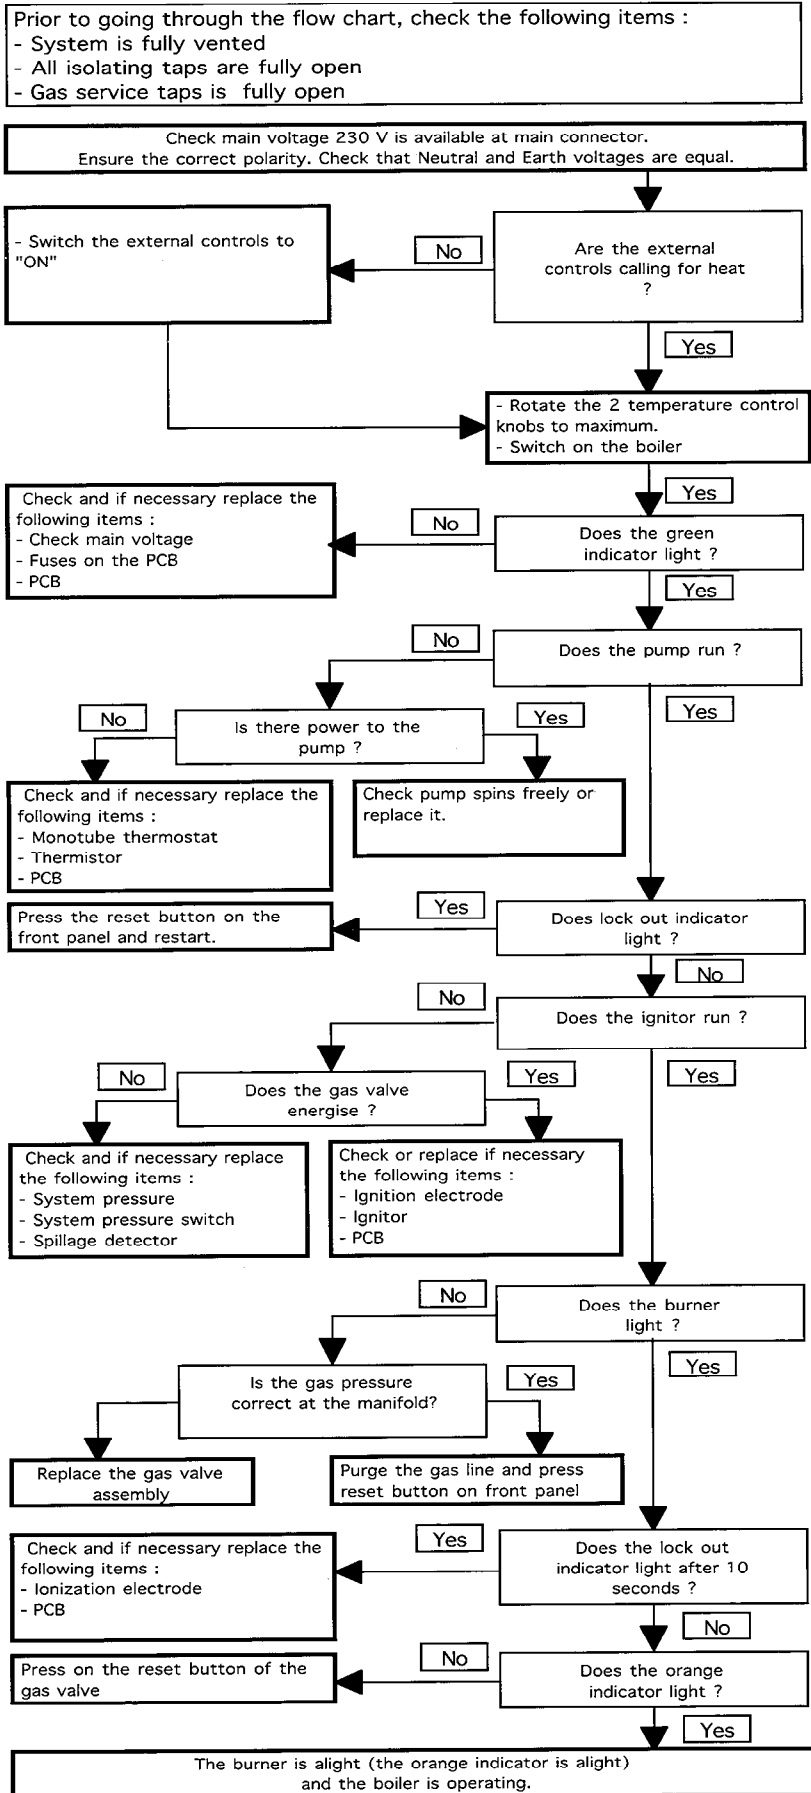 Prior to going through the flow chart, check the following items :
- System is fully vented
- All isolating taps are fully open
- Gas service taps is fully open
Check main voltage 230 V is available at main connector.
Ensure the correct polarity. Check that Neutral and Earth voltages are equal.
- Switch the external controls to
"ON"
No
Are the external
controls calling for heat
?
Yes
- Rotate the 2 temperature control
knobs to maximum.
- Switch on the boiler
Yes
Check and if necessary replace the
following items :
- Check main voltage
- Fuses on the PCB
- PCB
No
Does the green
indicator light ?
Yes
No
Does the pump run ?
Yes
No
Is there power to the
pump ?
Yes
Check and if necessary replace the
following items :
- Monotube thermostat
- Thermistor
- PCB
Check pump spins freely or
replace it.
Press the reset button on the
front panel and restart.
Yes
Does lock out indicator
light ?
No
No
Does the ignitor run ?
Yes
No
Does the gas valve
energise ?
Yes
Check and if necessary replace
the following items :
- System pressure
- System pressure switch
- Spillage detector
Check or replace if necessary
the following items :
- Ignition electrode
- Ignitor
- PCB
No
Does the burner
light ?
Yes
Is the gas pressure
correct at the manifold?
Yes
Replace the gas valve
assembly
Purge the gas line and press
reset button on front panel
Check and if necessary replace the
following items :
- Ionization electrode
- PCB
Yes
Does the lock out
indicator light after 10
seconds ?
No
Press on the reset button of the
gas valve
No
Does the orange
indicator light ?
Yes
The burner is alight (the orange indicator is alight)
and the boiler is operating.